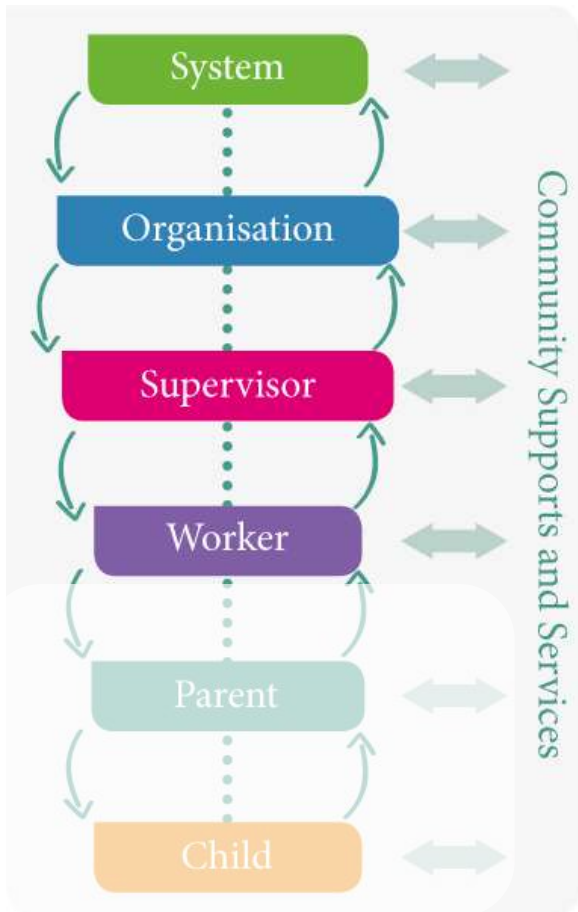 System
Organisation
Supervisor
Worker
Parent
Child
Community Supports and Services